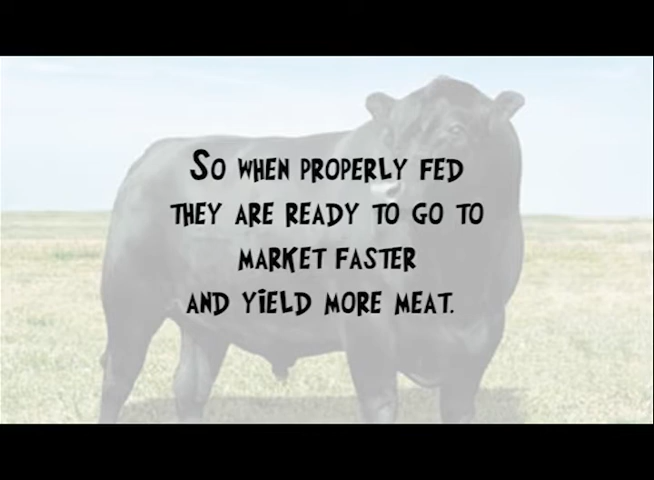 So when properly fed
they are ready to go to
market faster
and yield more meat.